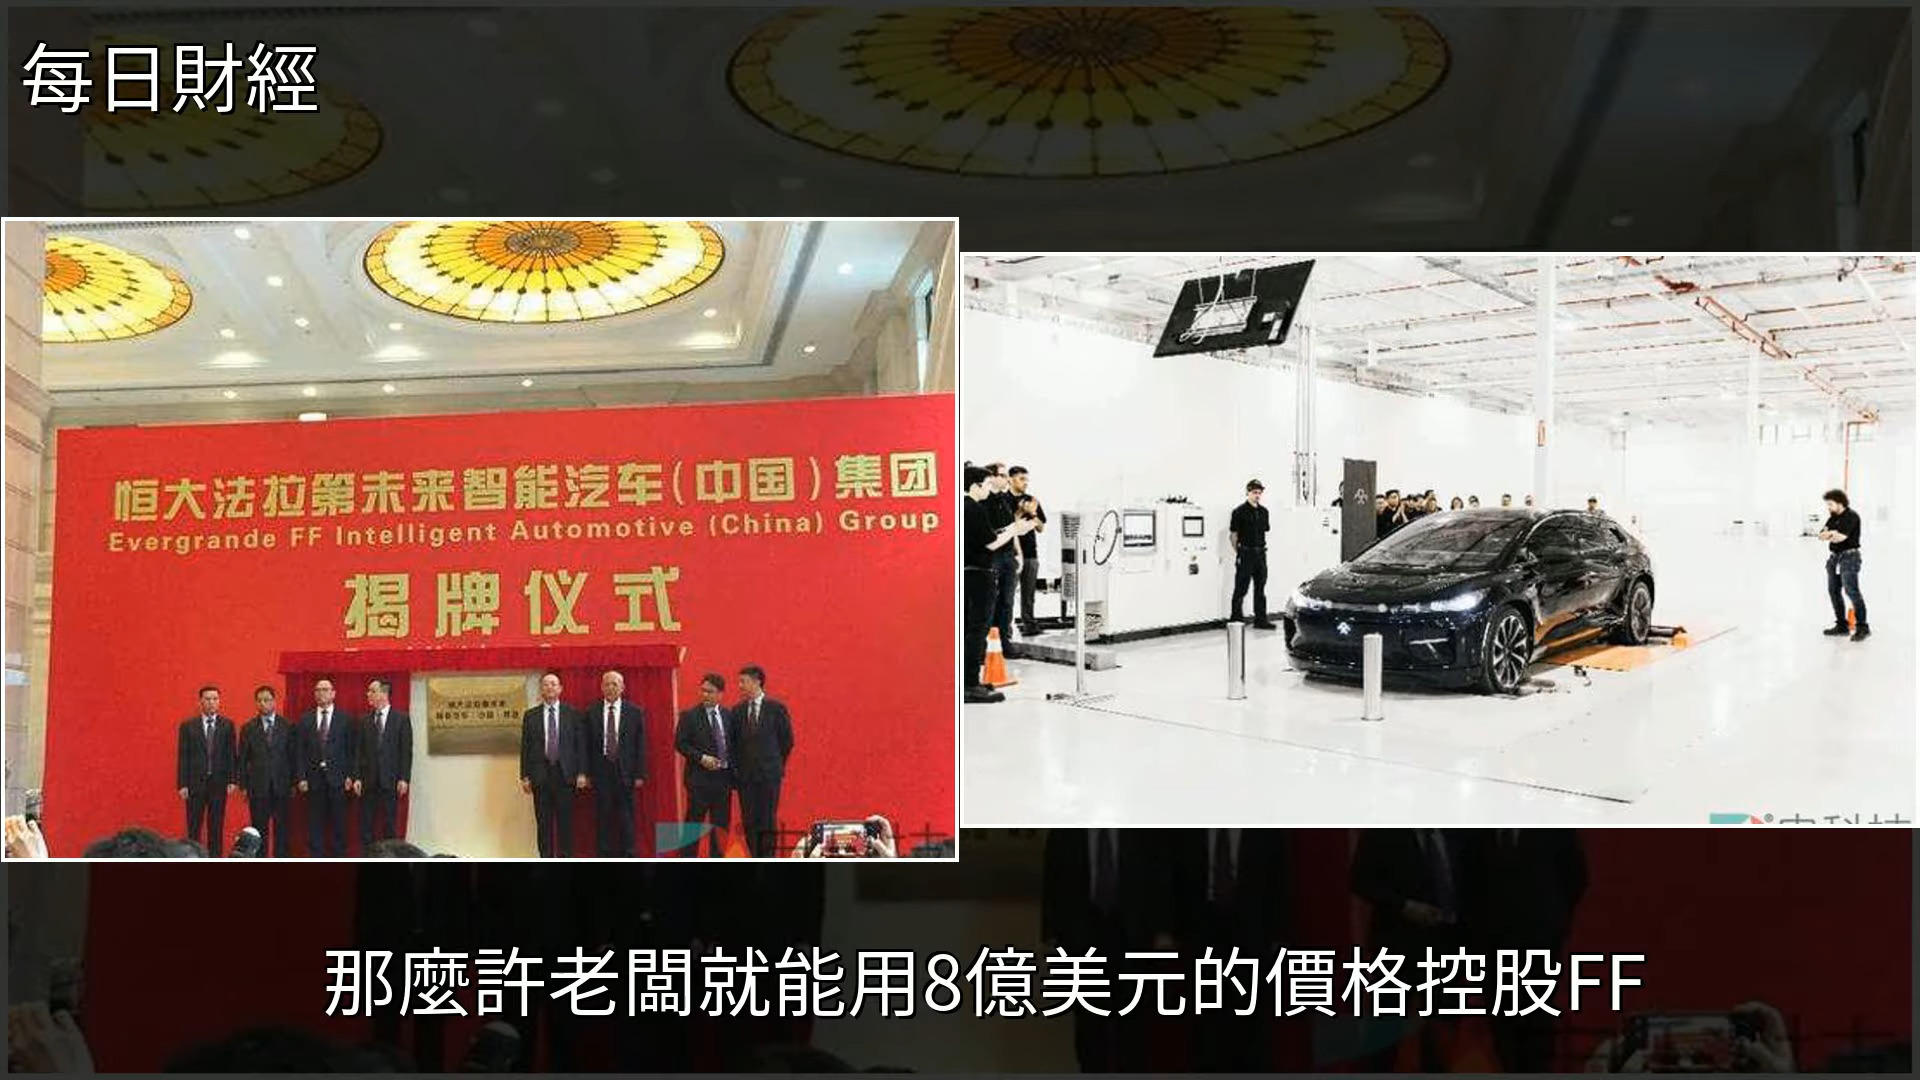 每日財經
恒大法拉第未来智能汽车（中国）集团
Evergrande FF Intelligent Automotive (China) Group
揭牌仪式
那麼許老闆就能用8億美元的價格控股FF